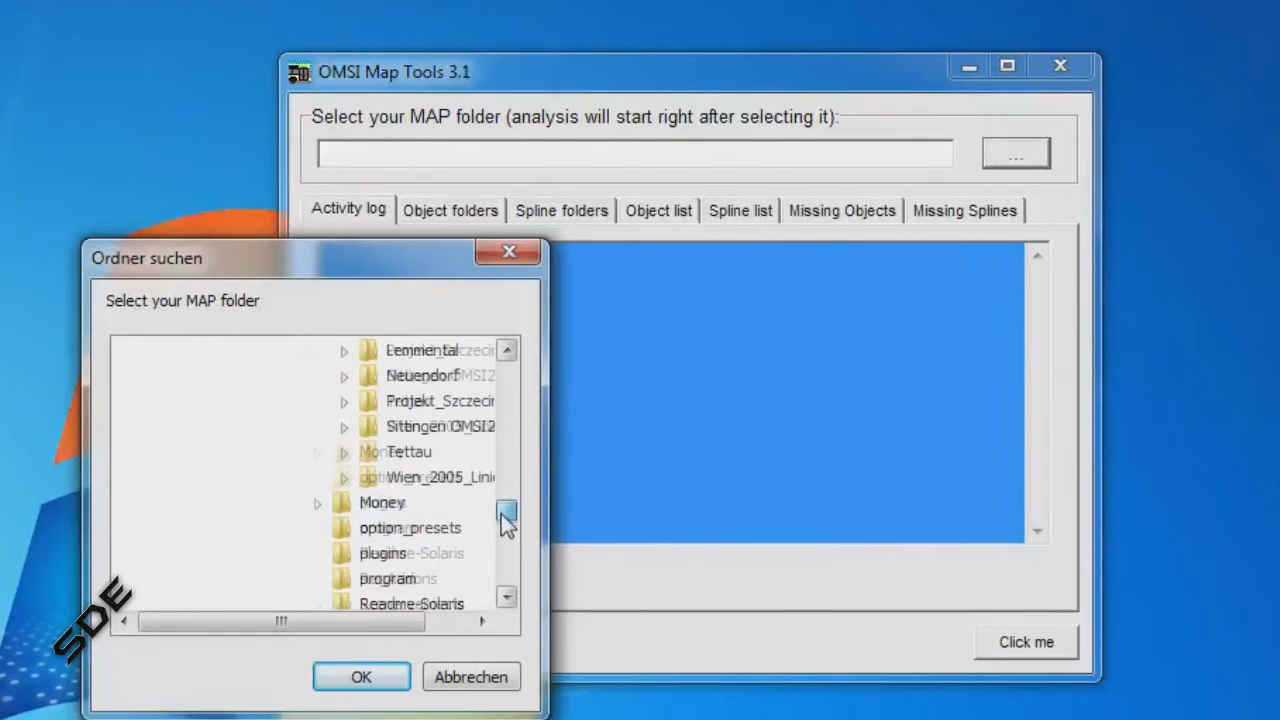 OMSI Map Tools 3.1
Select your MAP folder (analysis will start right after selecting it):
...
Activity log
Object folders
Spline folders
Object list
Spline list
Missing Objects
Missing Splines
Ordner suchen
Select your MAP folder
Neuendorf
Projekt_Szczecin
Sittingen OMSI2
Tettau
Wien_2005_Linie
Money
option_presets
plugins
program
Readme Solaris
OK
Abbrechen
Click me
SDE